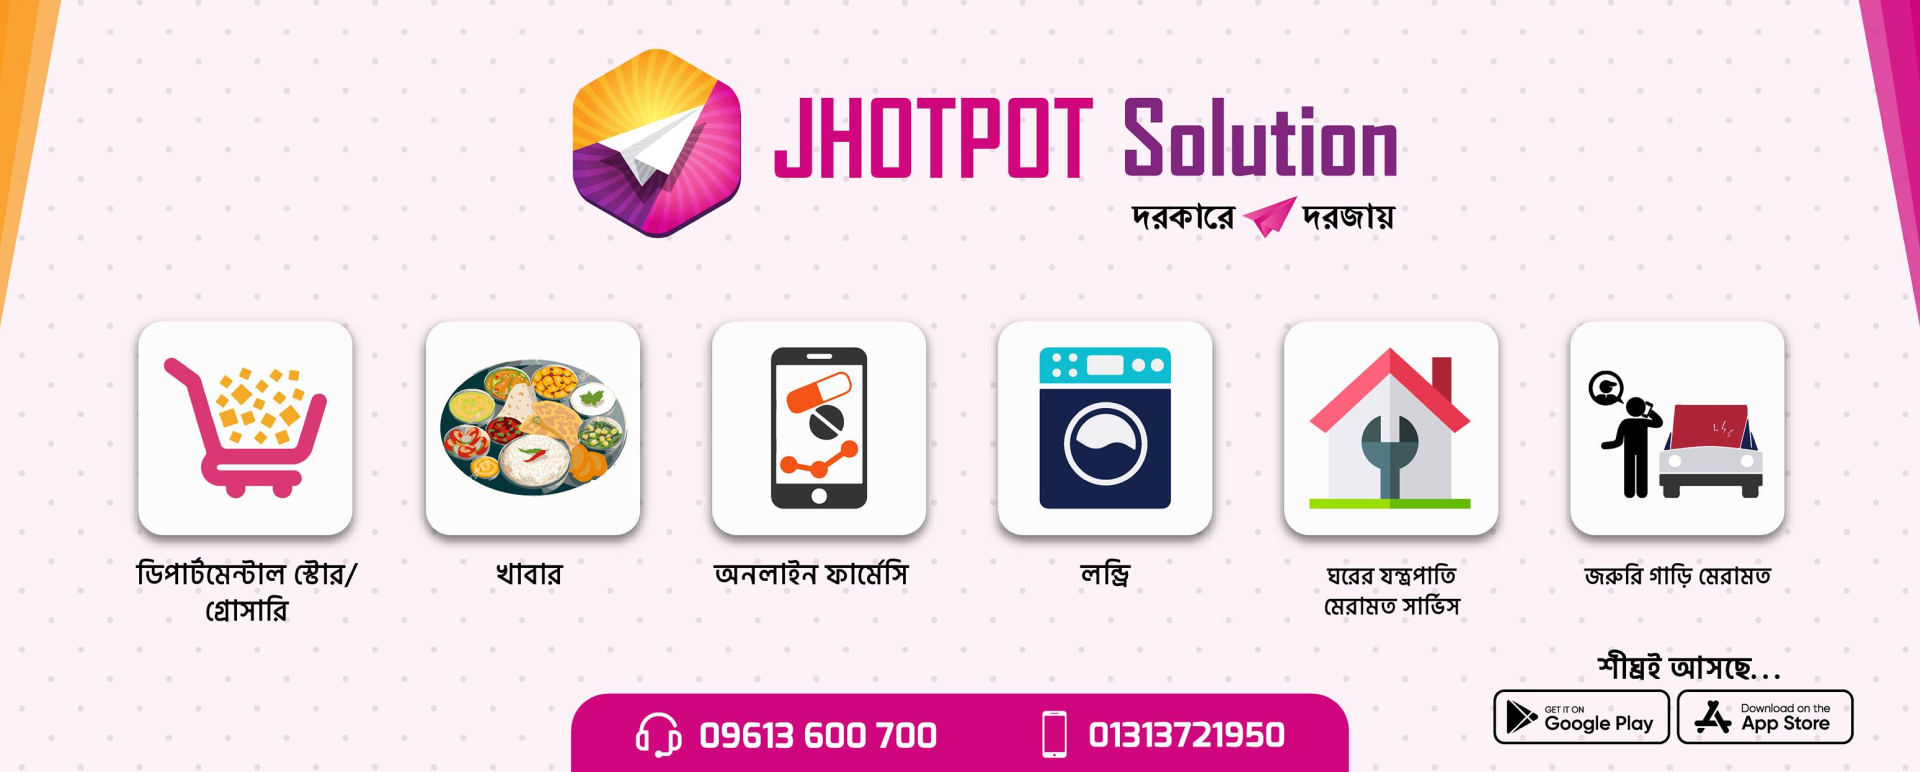 JHOTPOT Solution
দরকারে দরজায়
ডিপার্টমেন্টাল স্টোর/
গ্রোসারি
খাবার
অনলাইন ফার্মেসি
লন্ড্রি
ঘরের যন্ত্রপাতি
মেরামত সার্ভিস
জরুরি গাড়ি মেরামত
শীঘ্রই আসছে...
GET IT ON
Google Play
Download on the
App Store
09613 600 700
01313721950